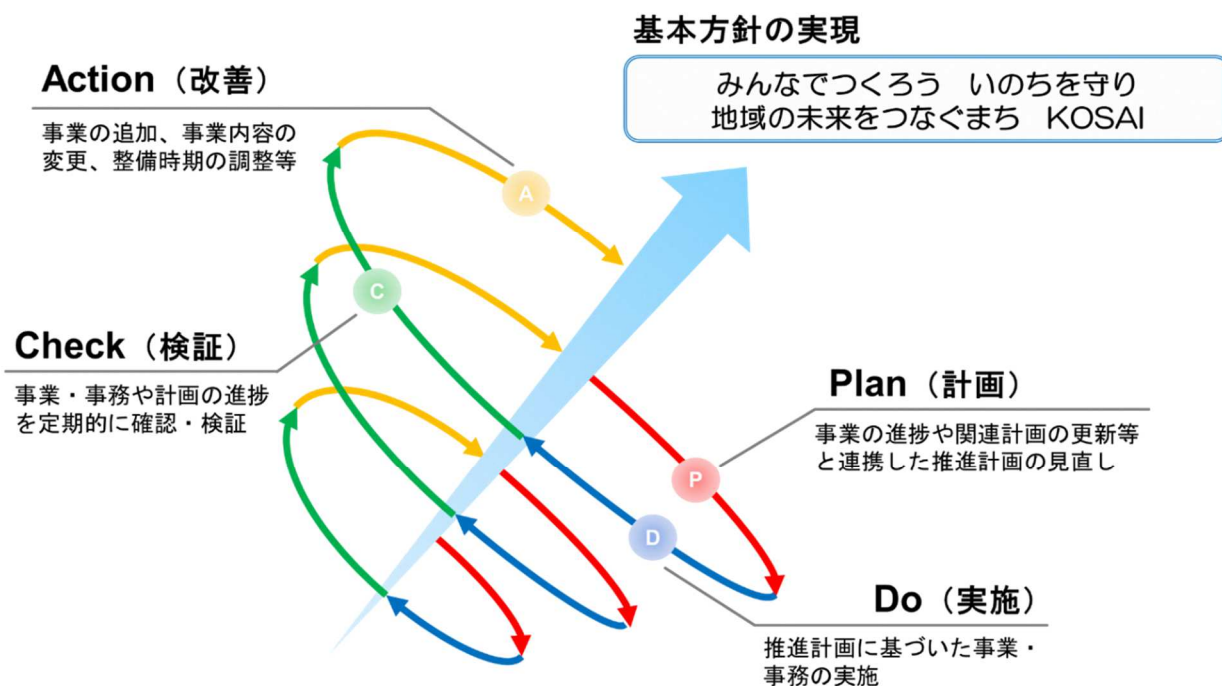 基本方針の実現
みんなでつくろう　いのちを守り
地域の未来をつなぐまち　KOSAI
Action（改善）
事業の追加、事業内容の
変更、整備時期の調整等
A
C
Check（検証）
事業・事務や計画の進捗
を定期的に確認・検証
Plan（計画）
事業の進捗や関連計画の更新等
と連携した推進計画の見直し
P
D
Do（実施）
推進計画に基づいた事業・
事務の実施